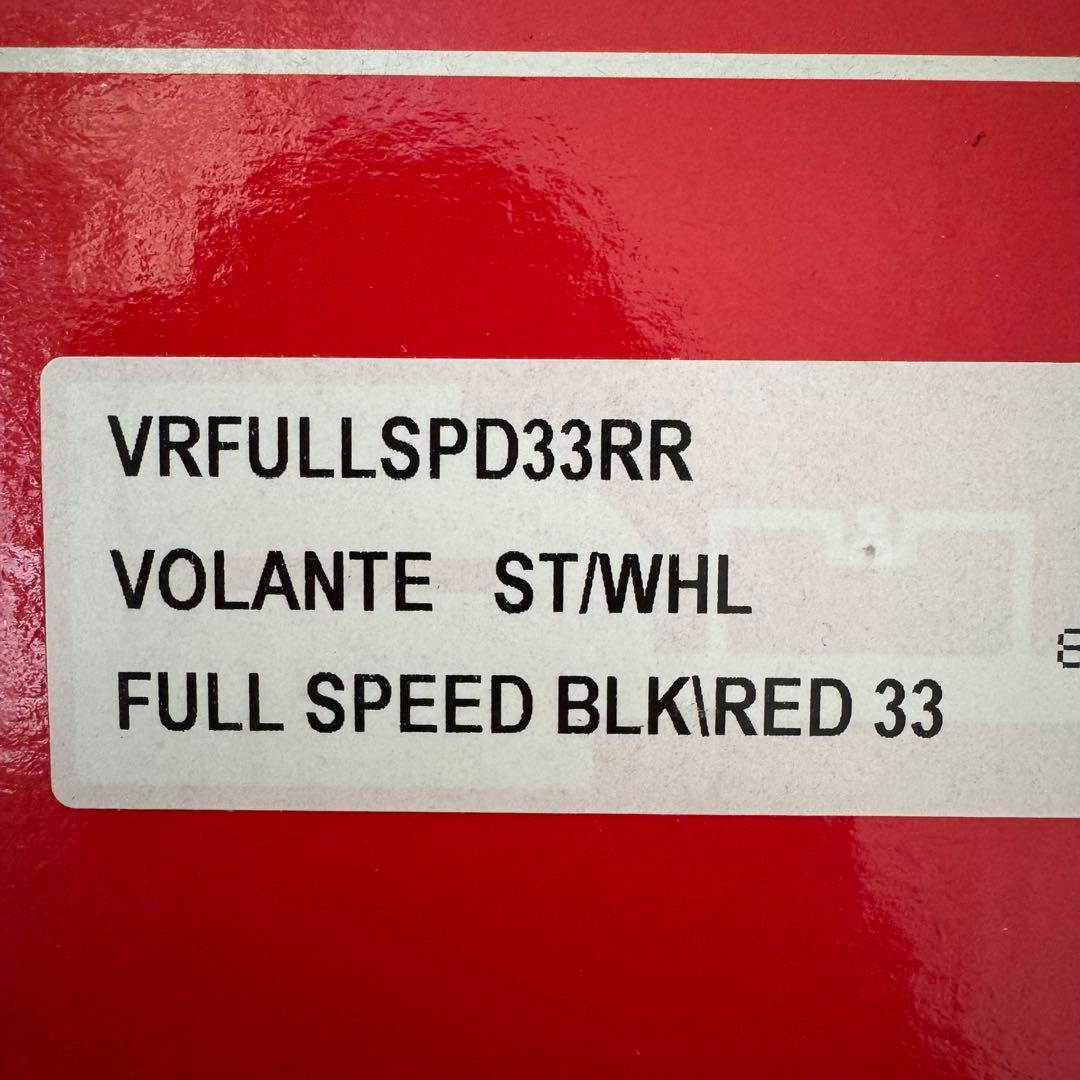 VRFULLSPD33RR
VOLANTE ST/WHL
FULL SPEED BLK\RED 33